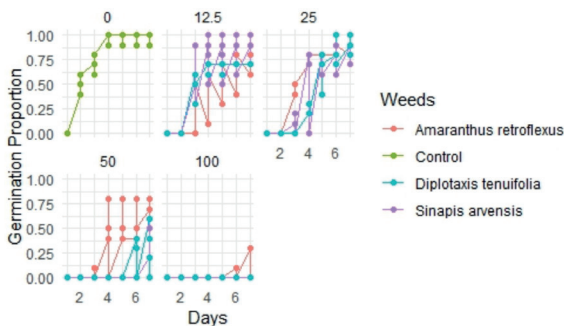 0 12.5 25
1.00
0.75
0.50
0.25
0.00
2 4 6
50 100
1.00
0.75
0.50
0.25
0.00
2 4 6 2 4 6
Days
Germination Proportion
Weeds
Amaranthus retroflexus
Control
Diplotaxis tenuifolia
Sinapis arvensis